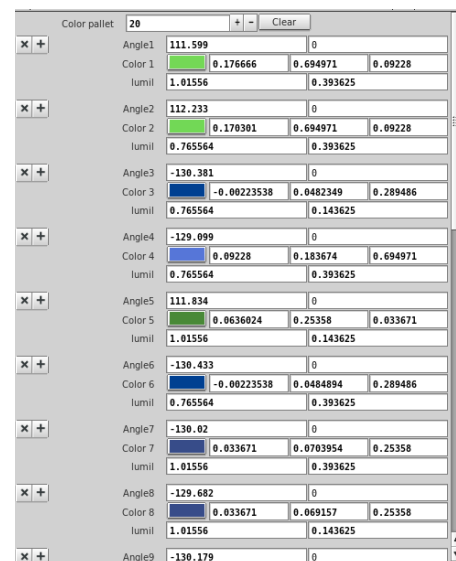 Color pallet 20 + - Clear
× + Angle1 111.599 0
Color 1 0.176666 0.694971 0.09228
lumil 1.01556 0.393625
× + Angle2 112.233 0
Color 2 0.170301 0.694971 0.09228
lumil 0.765564 0.393625
× + Angle3 -130.381 0
Color 3 -0.00223538 0.0482349 0.289486
lumil 0.765564 0.143625
× + Angle4 -129.099 0
Color 4 0.09228 0.183674 0.694971
lumil 0.765564 0.393625
× + Angle5 111.834 0
Color 5 0.0636024 0.25358 0.033671
lumil 1.01556 0.143625
× + Angle6 -130.433 0
Color 6 -0.00223538 0.0484894 0.289486
lumil 0.765564 0.393625
× + Angle7 -130.02 0
Color 7 0.033671 0.0703954 0.25358
lumil 1.01556 0.393625
× + Angle8 -129.682 0
Color 8 0.033671 0.069157 0.25358
lumil 1.01556 0.143625
× + Angle9 -130.179 0